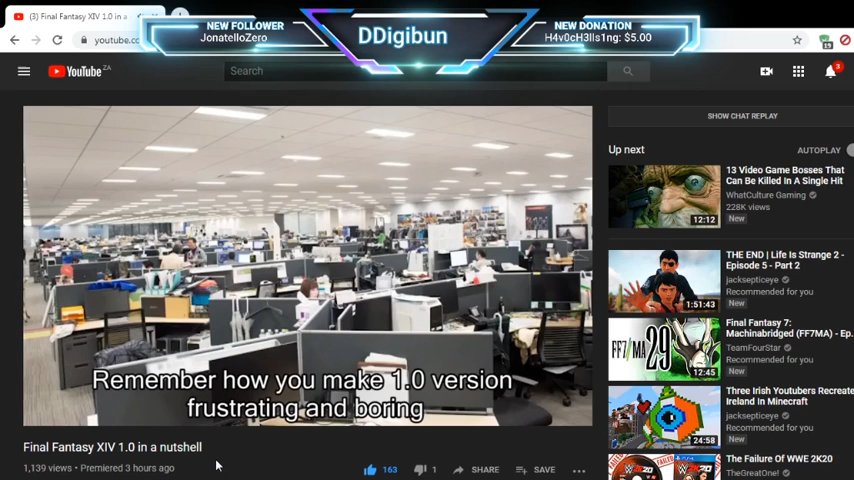 (3) Final Fantasy XIV 1.0 in a
NEW FOLLOWER
JonatelloZero
DDigibun
NEW DONATION
H4v0cH3lls1ng: $5.00
youtube.co
19
YouTube ZA
Search
3
SHOW CHAT REPLAY
Up next
AUTOPLAY
13 Video Game Bosses That
Can Be Killed In A Single Hit
WhatCulture Gaming
228K views
New
12:12
THE END | Life Is Strange 2 -
Episode 5 - Part 2
jacksepticeye
Recommended for you
New
1:51:43
Final Fantasy 7:
Machinabridged (FF7MA) - Ep.
TeamFourStar
Recommended for you
New
FF7/MA 29
12:45
Three Irish Youtubers Recreate
Ireland In Minecraft
jacksepticeye
Recommended for you
New
24:58
The Failure Of WWE 2K20
TheGreatOne!
Remember how you make 1.0 version
frustrating and boring
Final Fantasy XIV 1.0 in a nutshell
1,139 views • Premiered 3 hours ago
163
1
SHARE
SAVE